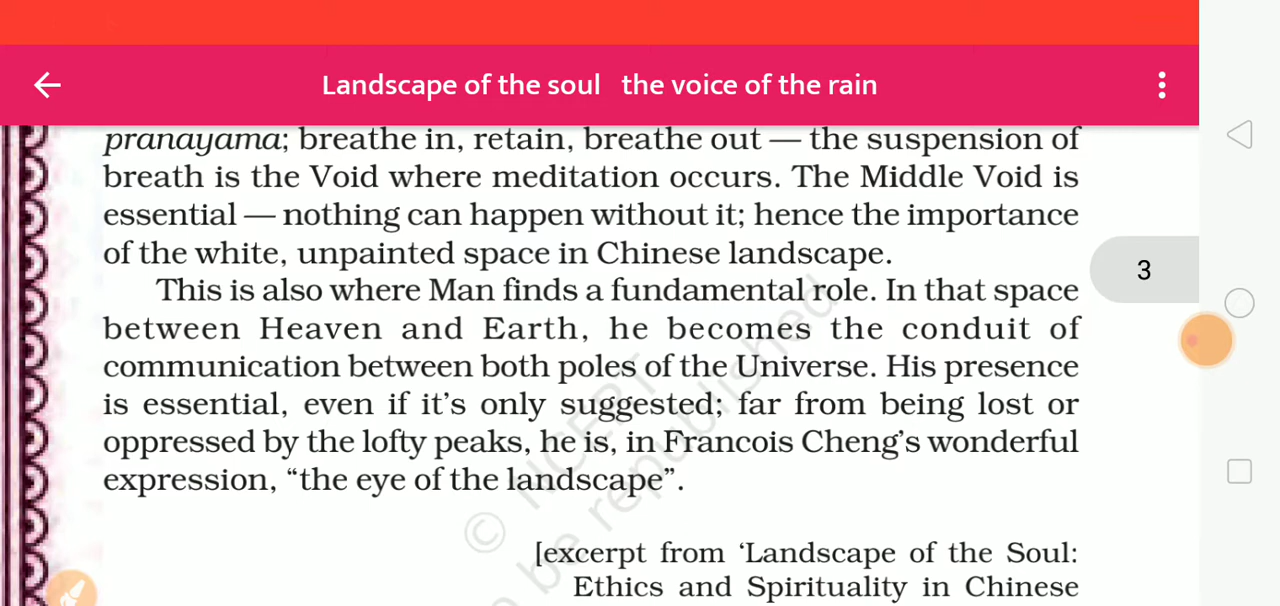 Landscape of the soul the voice of the rain
pranayama; breathe in, retain, breathe out — the suspension of
breath is the Void where meditation occurs. The Middle Void is
essential — nothing can happen without it; hence the importance
of the white, unpainted space in Chinese landscape.
3
This is also where Man finds a fundamental role. In that space
between Heaven and Earth, he becomes the conduit of
communication between both poles of the Universe. His presence
is essential, even if it's only suggested; far from being lost or
oppressed by the lofty peaks, he is, in Francois Cheng's wonderful
expression, “the eye of the landscape”.
© NCERT
be republished
[excerpt from ‘Landscape of the Soul:
Ethics and Spirituality in Chinese